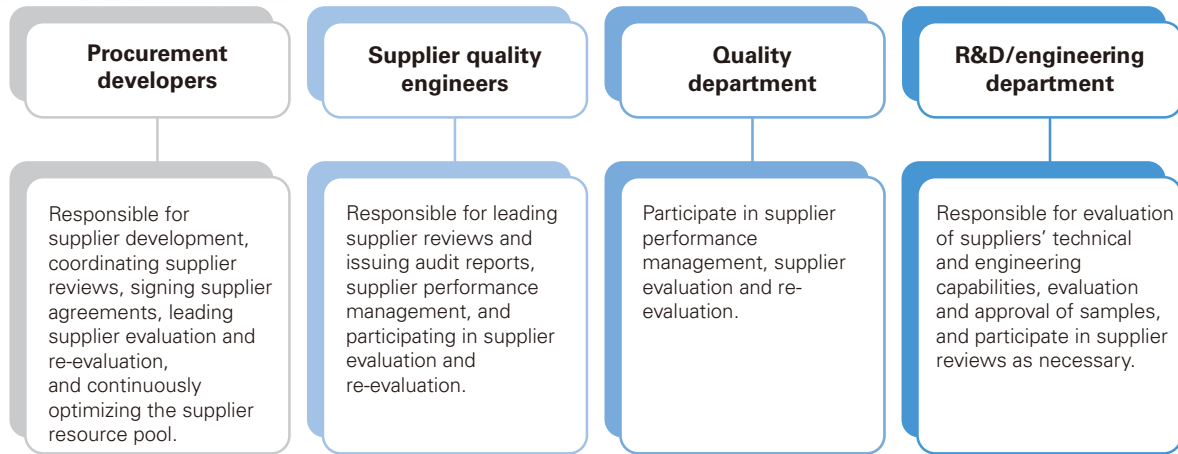 Procurement
developers
Supplier quality
engineers
Quality
department
R&D/engineering
department
Responsible for
supplier development,
coordinating supplier
reviews, signing supplier
agreements, leading
supplier evaluation and
re-evaluation,
and continuously
optimizing the supplier
resource pool.
Responsible for leading
supplier reviews and
issuing audit reports,
supplier performance
management, and
participating in supplier
evaluation and
re-evaluation.
Participate in supplier
performance
management, supplier
evaluation and re-
evaluation.
Responsible for evaluation
of suppliers’ technical
and engineering
capabilities, evaluation
and approval of samples,
and participate in supplier
reviews as necessary.